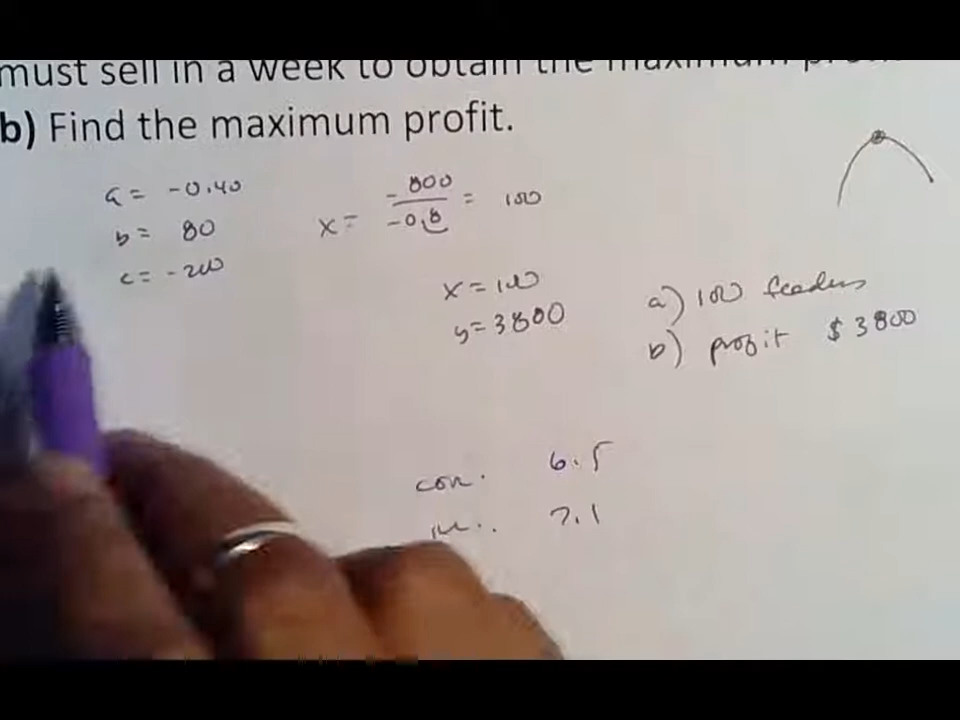 must sell in a week to obtain the maximum
b) Find the maximum profit.
a = -0.40
b = 80
c = -200
x = -800 / -0.8 = 100
x = 100
y = 3800
a) 100 feeders
b) profit $ 3800
con. 6.5
7.1